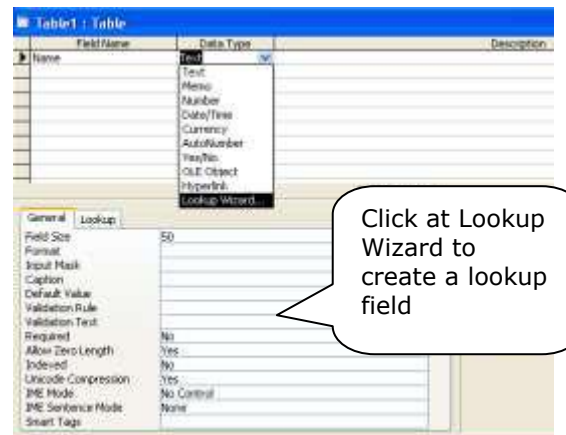 Table1 : Table
Field Name Data Type Description
Name Text
Text
Memo
Number
Date/Time
Currency
AutoNumber
Yes/No
OLE Object
Hyperlink
Lookup Wizard...
General Lookup
Field Size 50
Format
Input Mask
Caption
Default Value
Validation Rule
Validation Text
Required No
Allow Zero Length Yes
Indexed No
Unicode Compression Yes
IME Mode No Control
IME Sentence Mode None
Smart Tags
Click at Lookup
Wizard to
create a lookup
field